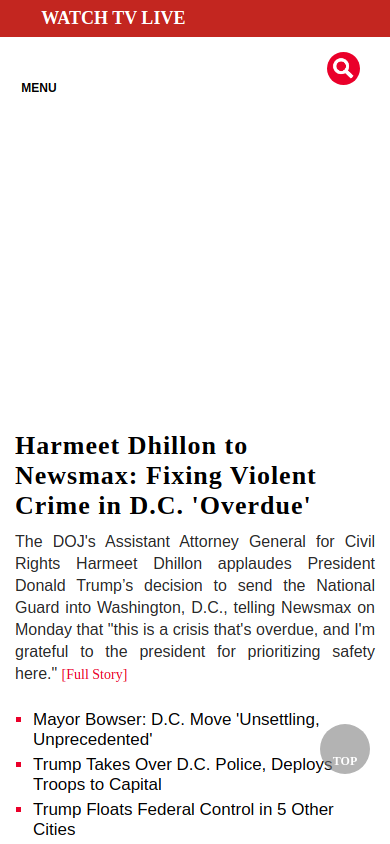 WATCH TV LIVE
MENU
Harmeet Dhillon to
Newsmax: Fixing Violent
Crime in D.C. 'Overdue'
The DOJ's Assistant Attorney General for Civil
Rights Harmeet Dhillon applaudes President
Donald Trump’s decision to send the National
Guard into Washington, D.C., telling Newsmax on
Monday that "this is a crisis that's overdue, and I'm
grateful to the president for prioritizing safety
here." [Full Story]
Mayor Bowser: D.C. Move 'Unsettling,
Unprecedented'
Trump Takes Over D.C. Police, Deploys
Troops to Capital
TOP
Trump Floats Federal Control in 5 Other
Cities